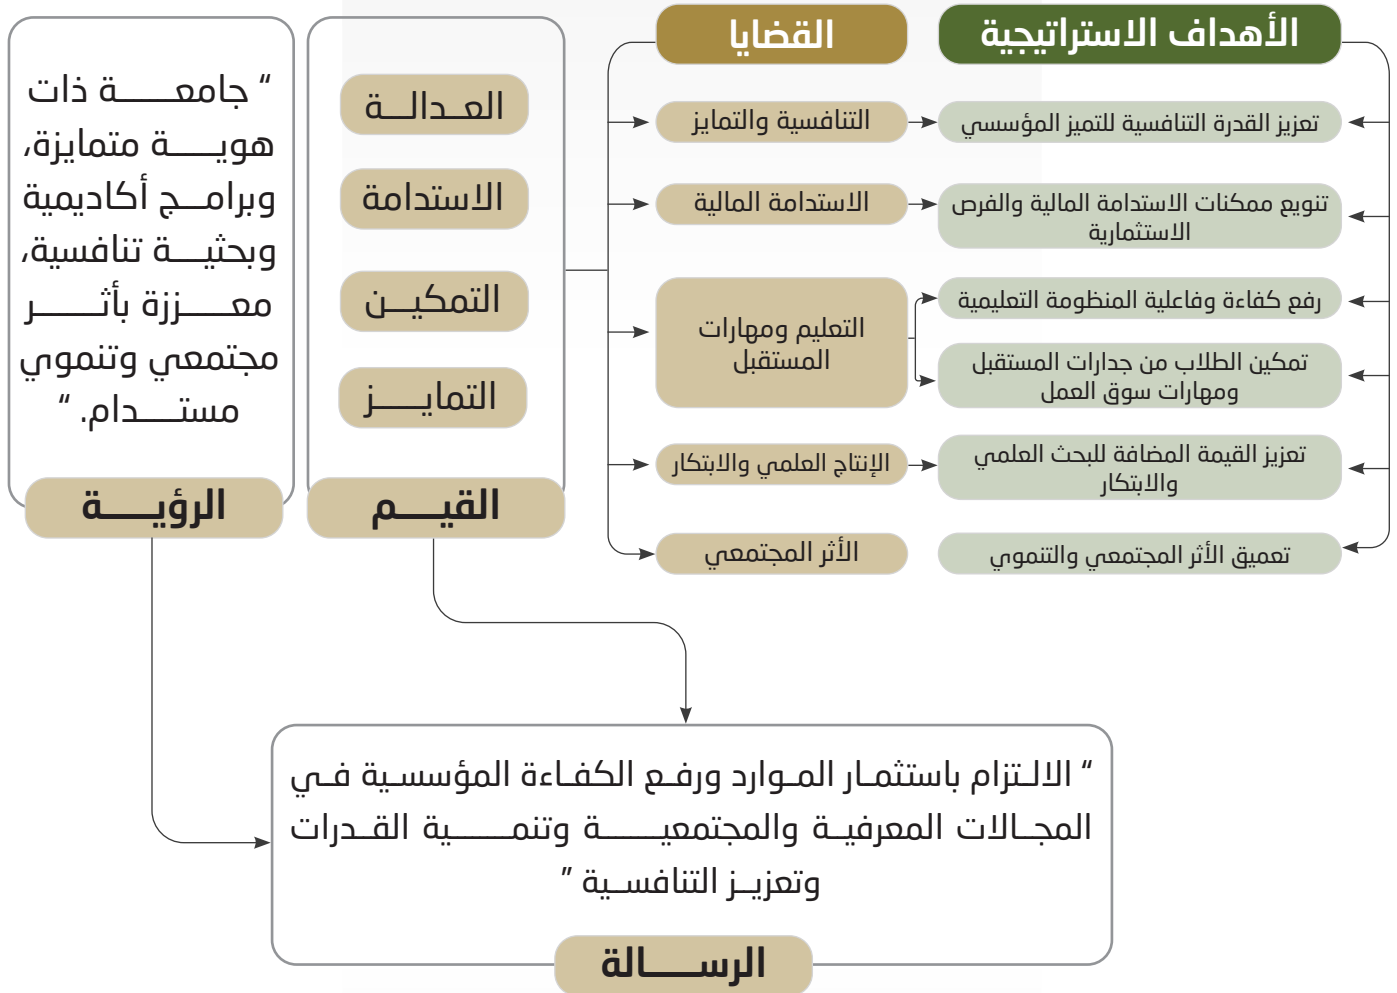 الأهداف الاستراتيجية
تعزيز القدرة التنافسية للتميز المؤسسي
تنويع ممكنات الاستدامة المالية والفرص
الاستثمارية
رفع كفاءة وفاعلية المنظومة التعليمية
تمكين الطلاب من جدارات المستقبل
ومهارات سوق العمل
تعزيز القيمة المضافة للبحث العلمي
والابتكار
تعميق الأثر المجتمعي والتنموي
القضايا
التنافسية والتمايز
الاستدامة المالية
التعليم ومهارات
المستقبل
الإنتاج العلمي والابتكار
الأثر المجتمعي
العدالة
الاستدامة
التمكين
التمايز
القيم
“ جامعة ذات
هوية متمايزة،
وبرامج أكاديمية
وبحثية تنافسية،
معززة بأثر
مجتمعي وتنموي
مستدام. “
الرؤية
“ الالتزام باستثمار الموارد ورفع الكفاءة المؤسسية في
المجالات المعرفية والمجتمعية وتنمية القدرات
وتعزيز التنافسية ”
الرسالة